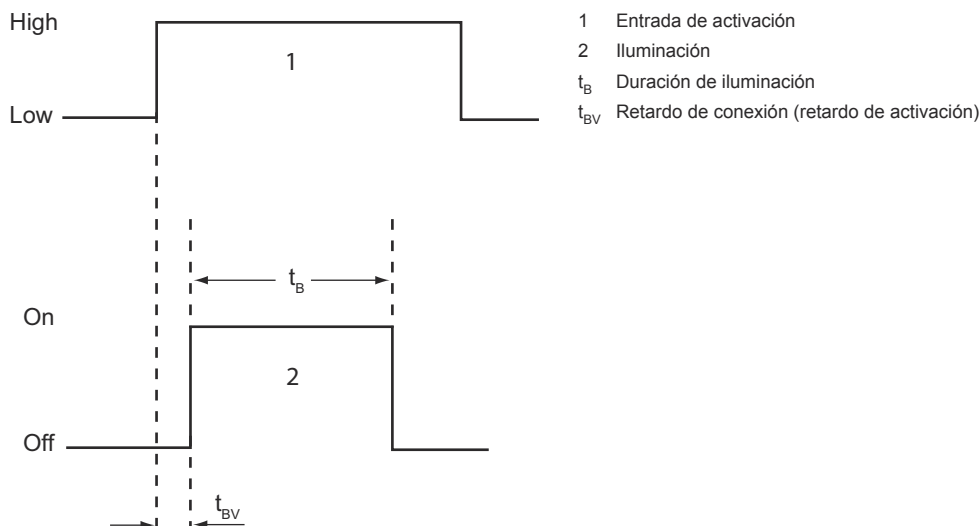 High
1
Low
1 Entrada de activación
2 Iluminación
t_B Duración de iluminación
t_BV Retardo de conexión (retardo de activación)
t_B
On
2
Off
t_BV